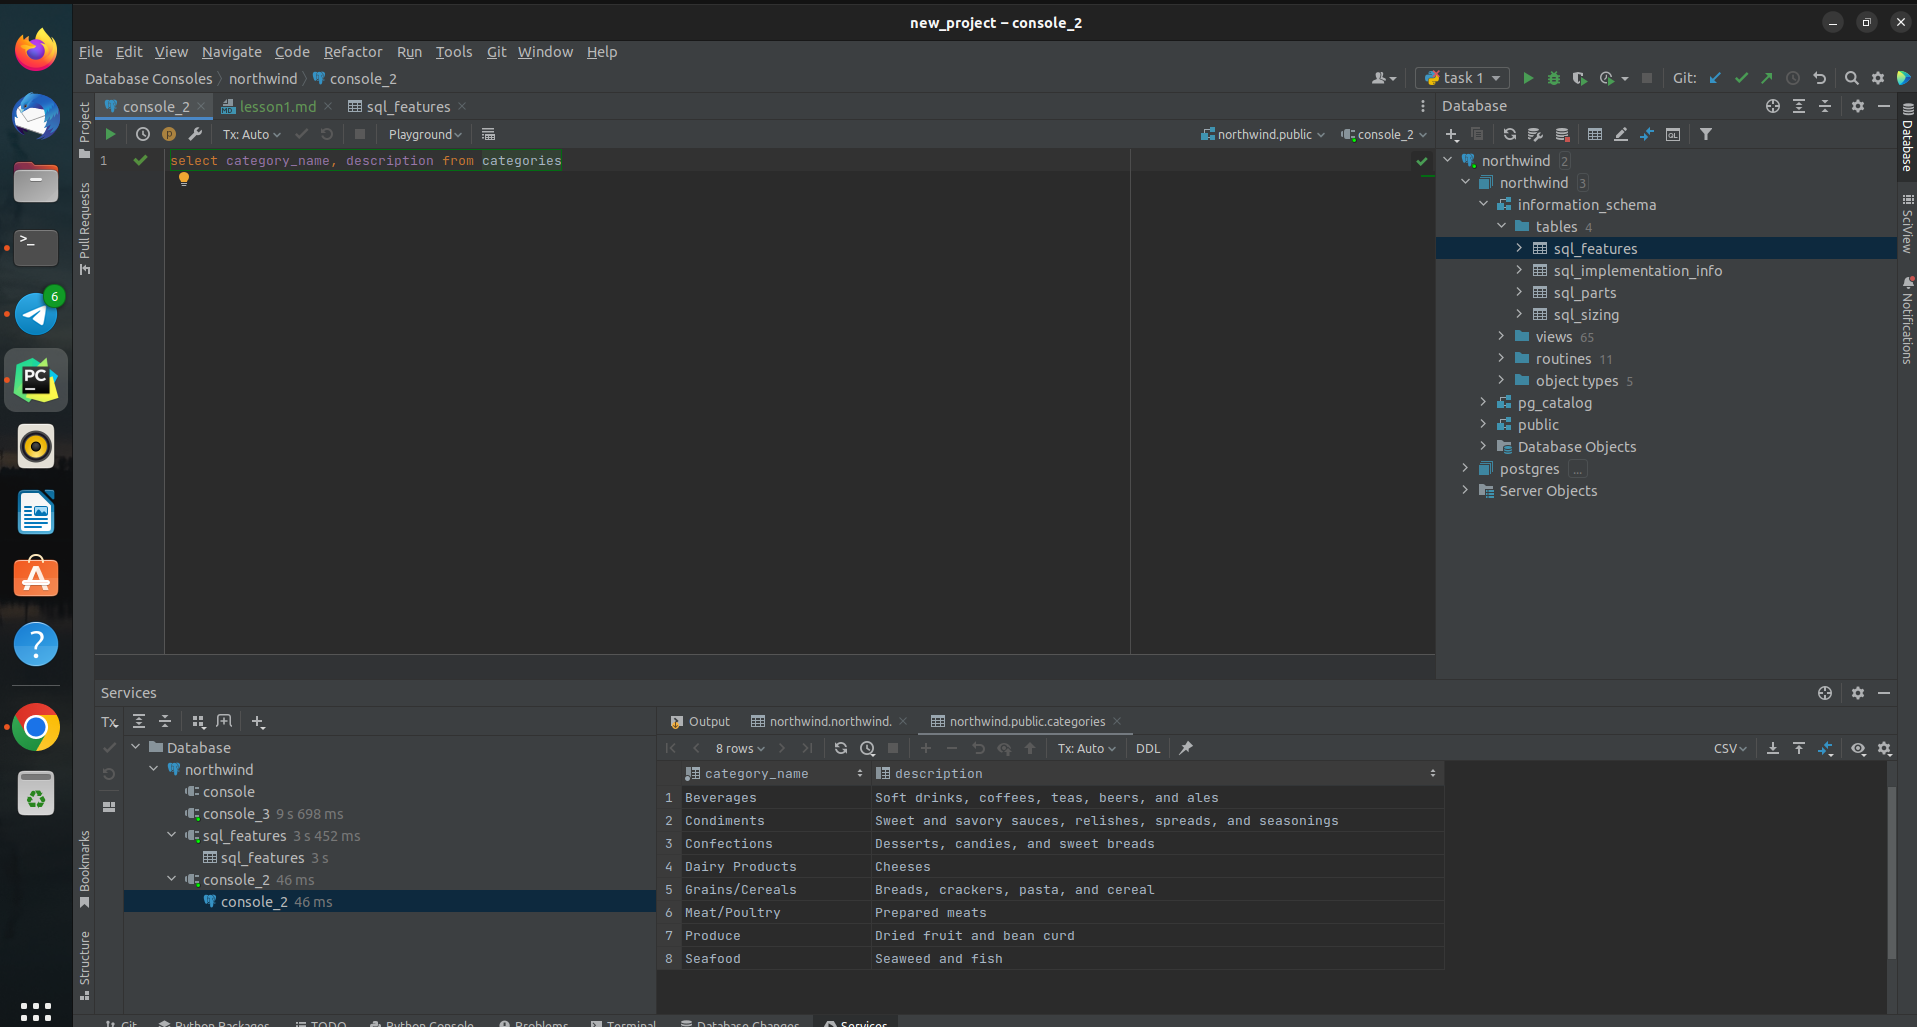 new_project – console_2
File Edit View Navigate Code Refactor Run Tools Git Window Help
Database Consoles northwind console_2
task 1 Git:
console_2 lesson1.md sql_features
Database
Tx: Auto Playground northwind.public console_2
1 select category_name, description from categories
northwind 2
northwind 3
information_schema
tables 4
sql_features
sql_implementation_info
sql_parts
sql_sizing
views 65
routines 11
object types 5
pg_catalog
public
Database Objects
postgres ...
Server Objects
Project
Pull Requests
Bookmarks
Structure
Database
SciView
Notifications
6
PC
Services
Tx
Database
northwind
console
console_3 9 s 698 ms
sql_features 3 s 452 ms
sql_features 3 s
console_2 46 ms
console_2 46 ms
Output northwind.northwind. northwind.public.categories
8 rows Tx: Auto DDL CSV
category_name description
1 Beverages Soft drinks, coffees, teas, beers, and ales
2 Condiments Sweet and savory sauces, relishes, spreads, and seasonings
3 Confections Desserts, candies, and sweet breads
4 Dairy Products Cheeses
5 Grains/Cereals Breads, crackers, pasta, and cereal
6 Meat/Poultry Prepared meats
7 Produce Dried fruit and bean curd
8 Seafood Seaweed and fish
Git Python Packages TODO Python Console Problems Terminal Database Changes Services